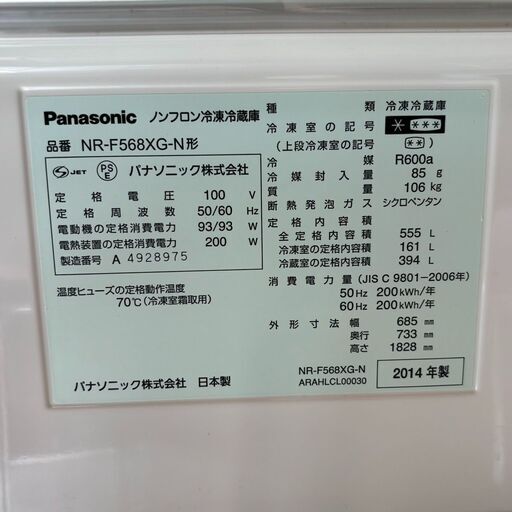 Panasonic ノンフロン冷凍冷蔵庫
品番 NR-F568XG-N形
S JET PSE パナソニック株式会社
定格電圧 100 V
定格周波数 50/60 Hz
電動機の定格消費電力 93/93 W
電熱装置の定格消費電力 200 W
製造番号 A 4928975
温度ヒューズの定格動作温度
70℃(冷凍室霜取用)
パナソニック株式会社 日本製
種類 冷凍冷蔵庫
冷凍室の記号 * ***
(上段冷凍室の記号) **
冷媒 R600a
冷媒封入量 85 g
質量 106 kg
断熱発泡ガス シクロペンタン
定格内容積
全定格内容積 555 L
冷凍室の定格内容積 161 L
冷蔵室の定格内容積 394 L
消費電力量(JIS C 9801-2006年)
50 Hz 200 kWh/年
60 Hz 200 kWh/年
外形寸法 幅 685 mm
奥行 733 mm
高さ 1828 mm
NR-F568XG-N
ARAHLCL00030
2014 年製